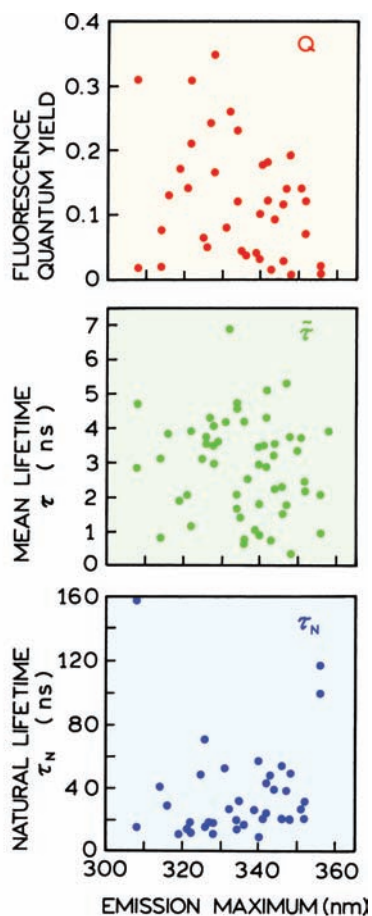 Q
FLUORESCENCE
QUANTUM YIELD
0.4
0.3
0.2
0.1
0
τ̄
MEAN LIFETIME
τ (ns)
7
6
5
4
3
2
1
0
τN
NATURAL LIFETIME
τN (ns)
160
120
80
40
0
300 320 340 360
EMISSION MAXIMUM (nm)